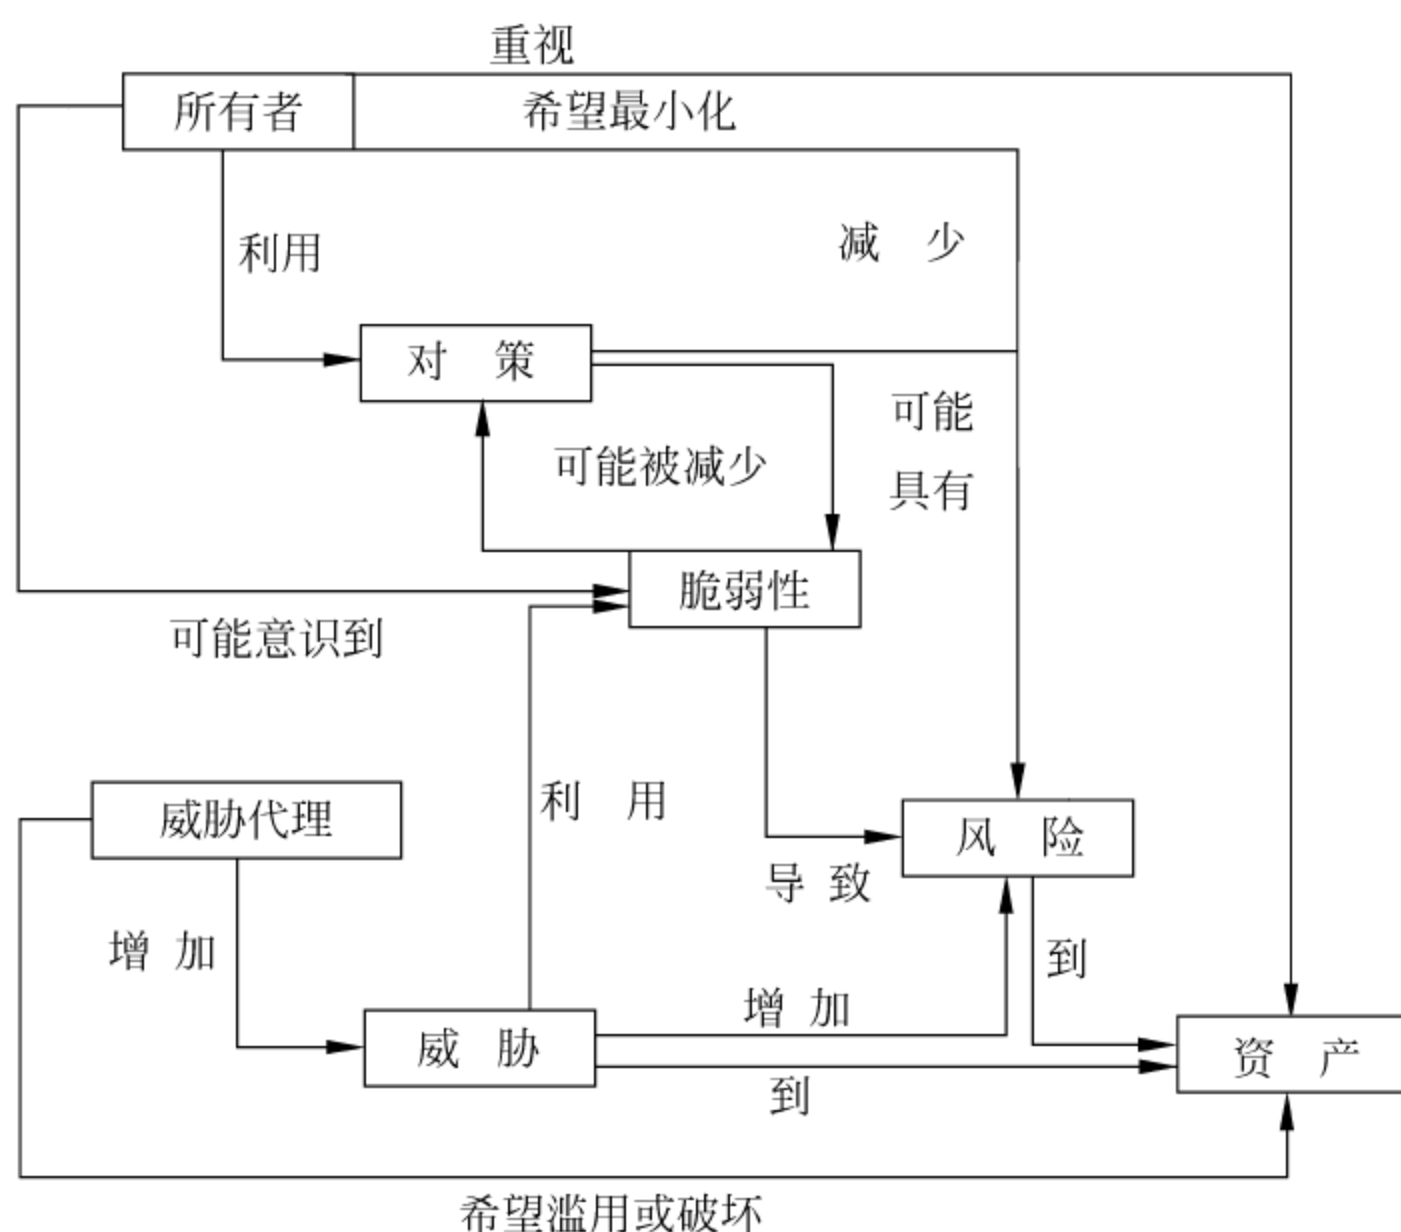 重视
所有者
希望最小化
利用
减 少
对 策
可能
具有
可能被减少
脆弱性
可能意识到
利 用
威胁代理
风 险
导 致
增 加
到
增 加
威 胁
资 产
到
希望滥用或破坏